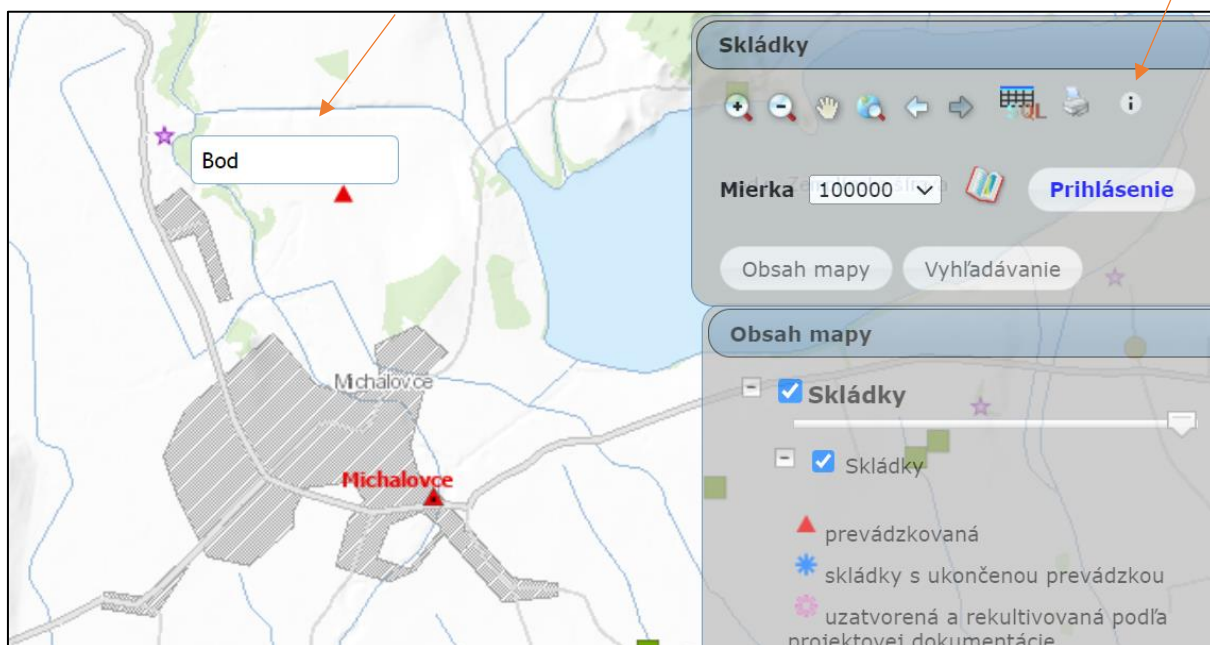 Skládky
QL
Bod
Mierka 100000 Prihlásenie
Obsah mapy Vyhľadávanie
Obsah mapy
Michalovce
Skládky
Skládky
Michalovce
prevádzkovaná
skládky s ukončenou prevádzkou
uzatvorená a rekultivovaná podľa
projektovej dokumentácie